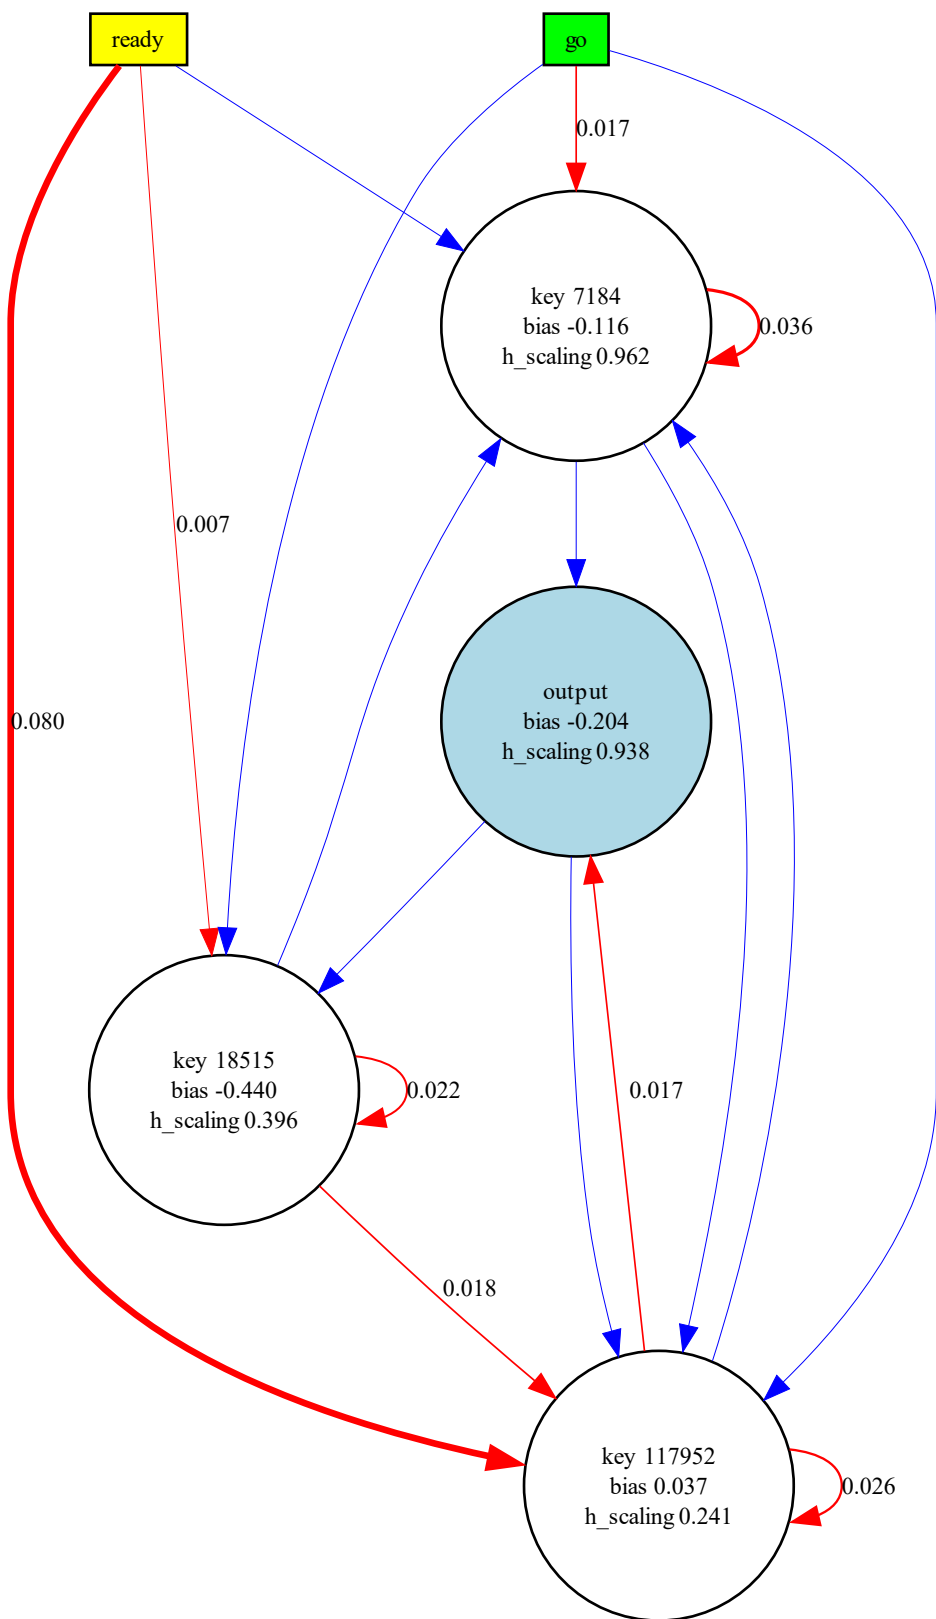 ready
go
0.017
key 7184
bias -0.116
h_scaling 0.962
0.036
0.007
output
bias -0.204
h_scaling 0.938
0.080
key 18515
bias -0.440
h_scaling 0.396
0.022
0.017
0.018
key 117952
bias 0.037
h_scaling 0.241
0.026